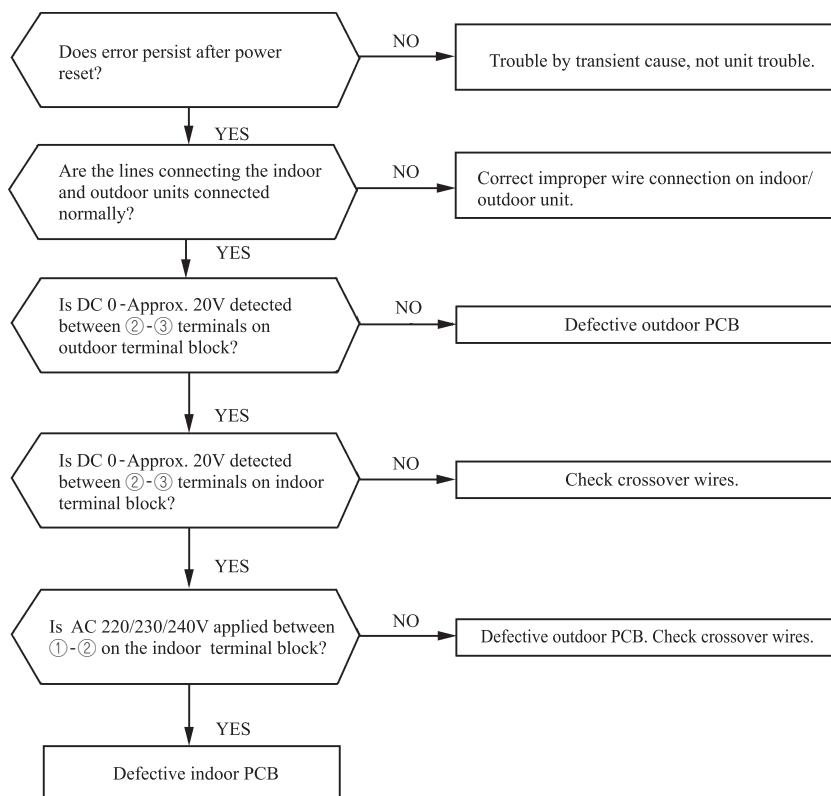 Does error persist after power
reset?
NO
Trouble by transient cause, not unit trouble.
YES
Are the lines connecting the indoor
and outdoor units connected
normally?
NO
Correct improper wire connection on indoor/
outdoor unit.
YES
Is DC 0-Approx. 20V detected
between ②-③ terminals on
outdoor terminal block?
NO
Defective outdoor PCB
YES
Is DC 0-Approx. 20V detected
between ②-③ terminals on indoor
terminal block?
NO
Check crossover wires.
YES
Is AC 220/230/240V applied between
①-② on the indoor terminal block?
NO
Defective outdoor PCB. Check crossover wires.
YES
Defective indoor PCB